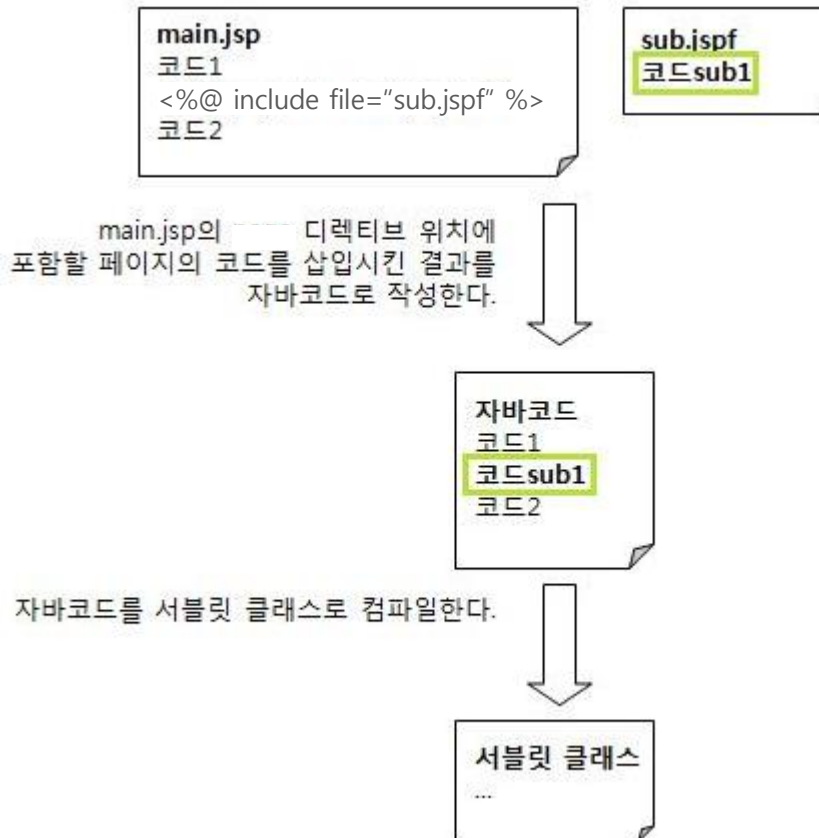 main.jsp
코드1
<%@ include file=“sub.jspf” %>
코드2
sub.jspf
코드sub1
main.jsp의 디렉티브 위치에
포함할 페이지의 코드를 삽입시킨 결과를
자바코드로 작성한다.
자바코드
코드1
코드sub1
코드2
자바코드를 서블릿 클래스로 컴파일한다.
서블릿 클래스
...